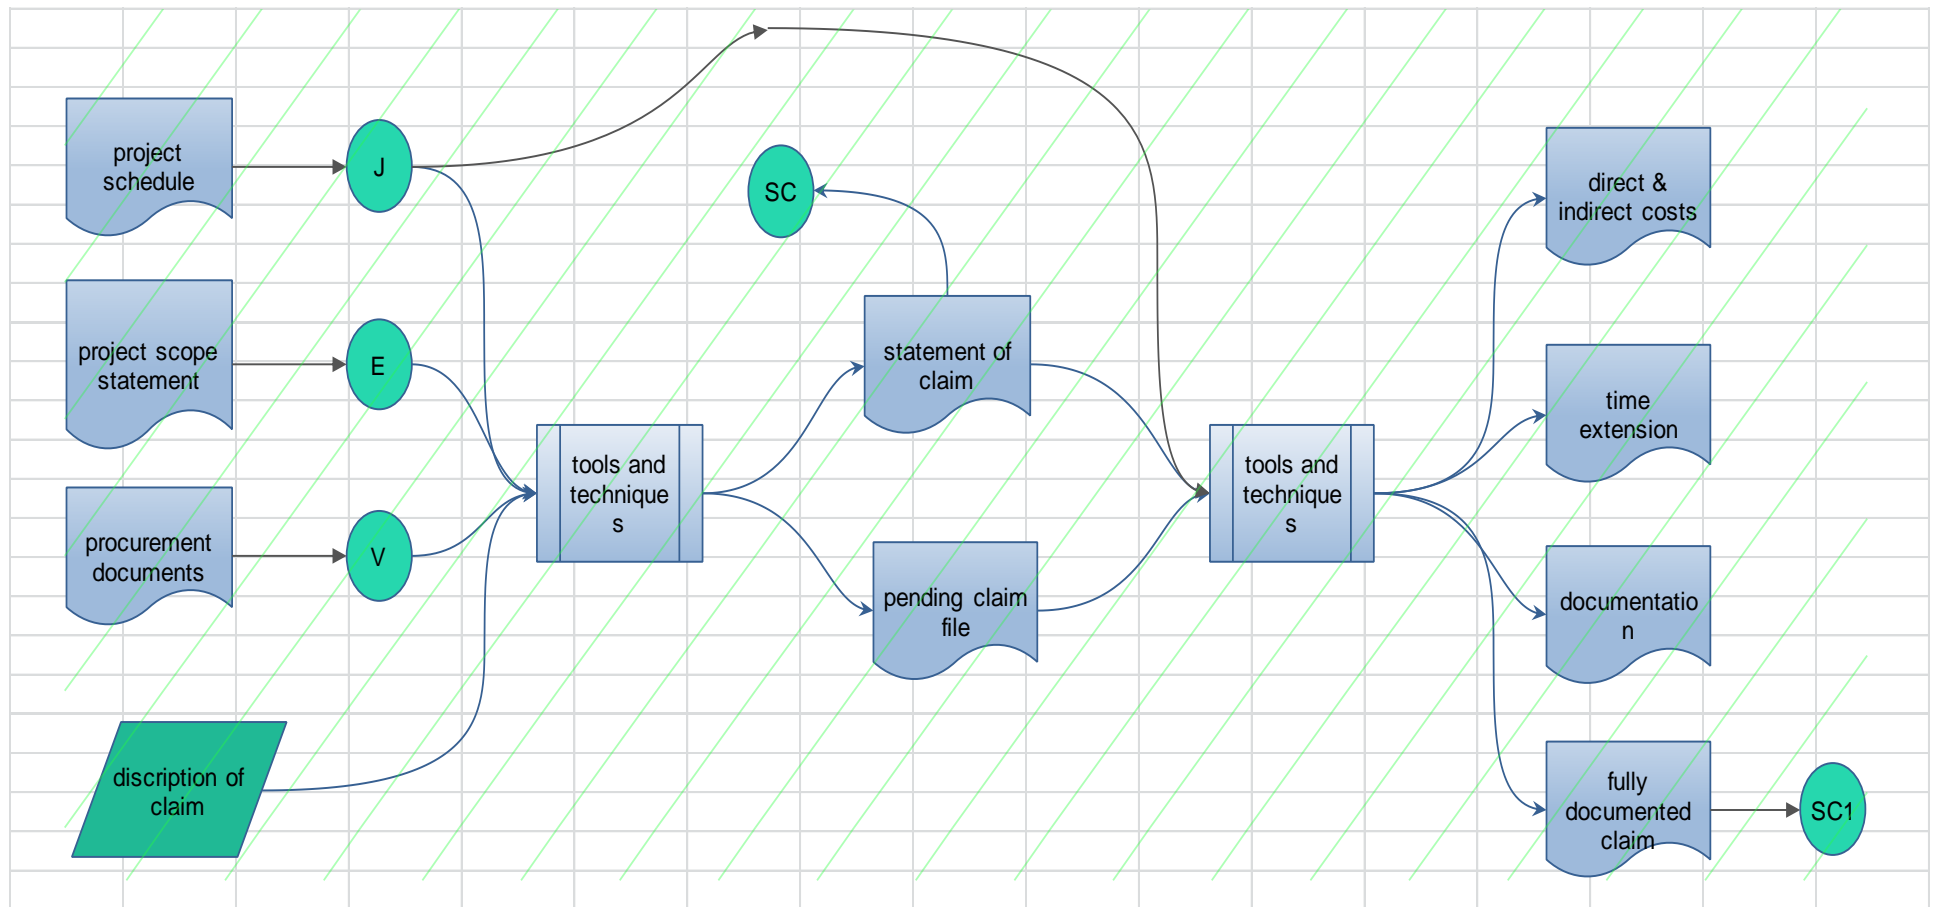 project
schedule
J
SC
direct &
indirect costs
project scope
statement
E
statement of
claim
time
extension
tools and
technique
s
tools and
technique
s
procurement
documents
V
pending claim
file
documentatio
n
discription of
claim
fully
documented
claim
SC1